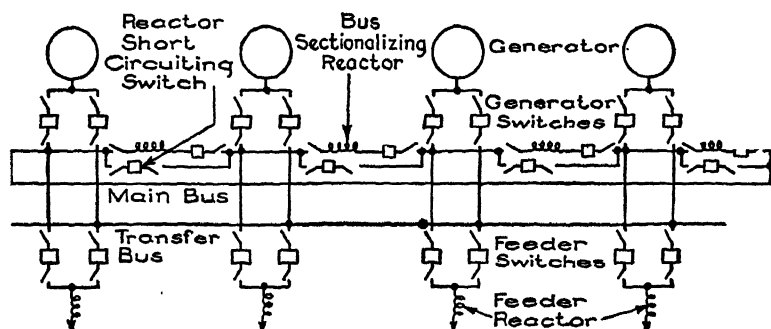 Reactor
Short
Circuiting
Switch
Bus
Sectionalizing
Reactor
Generator
Generator
Switches
Main Bus
Transfer
Bus
Feeder
Switches
Feeder
Reactor